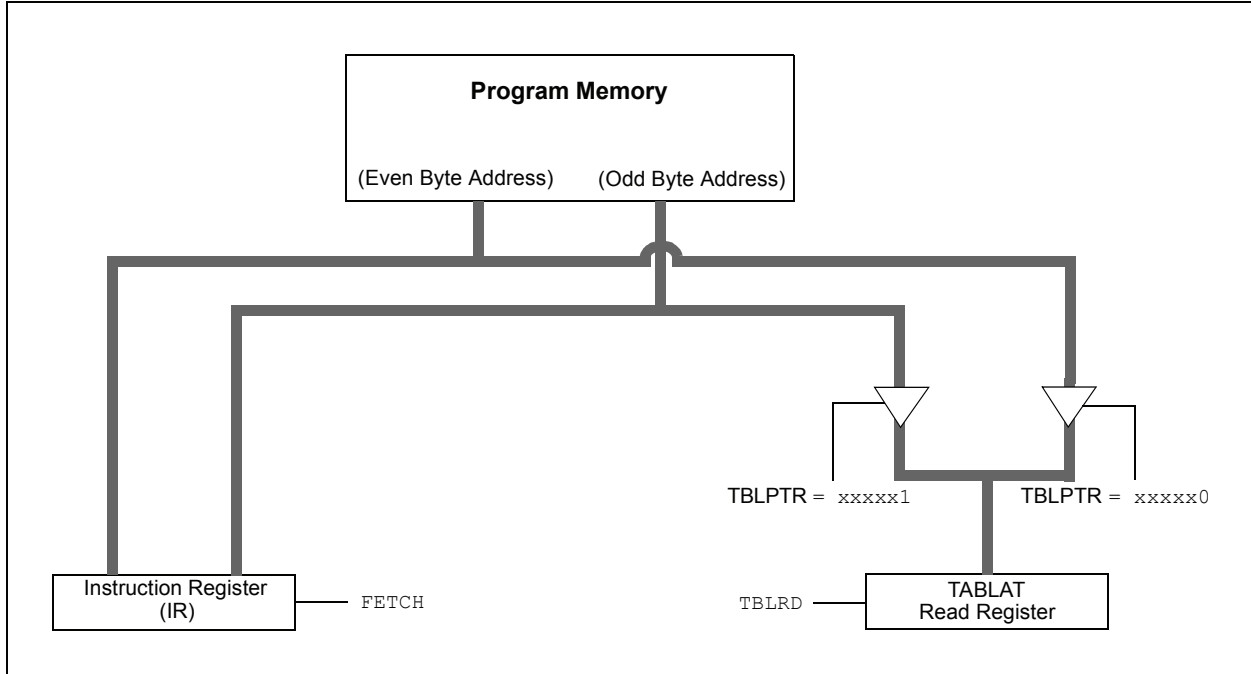 Program Memory
(Even Byte Address) (Odd Byte Address)
TBLPTR = xxxxx1 TBLPTR = xxxxx0
Instruction Register
(IR)
FETCH
TBLRD
TABLAT
Read Register